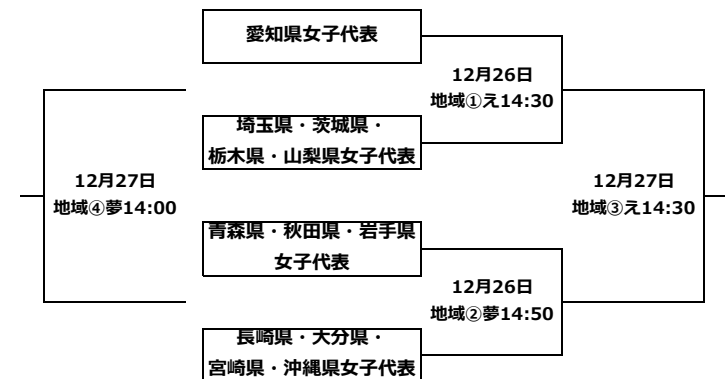 愛知県女子代表
12月26日
地域①え14:30
埼玉県・茨城県・
栃木県・山梨県女子代表
12月27日
地域④夢14:00
12月27日
地域③え14:30
青森県・秋田県・岩手県
女子代表
12月26日
地域②夢14:50
長崎県・大分県・
宮崎県・沖縄県女子代表